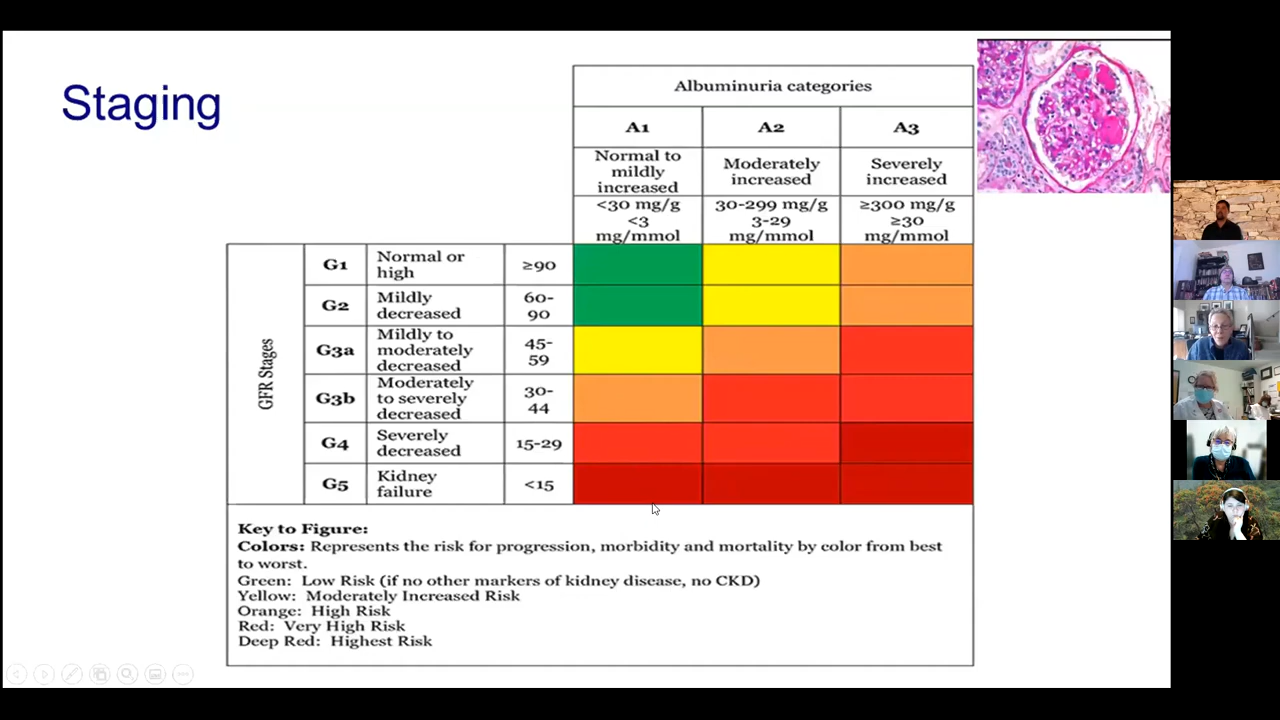 Staging
Albuminuria categories
A1
A2
A3
Normal to
mildly
increased
Moderately
increased
Severely
increased
<30 mg/g
<3
mg/mmol
30-299 mg/g
3-29
mg/mmol
≥300 mg/g
≥30
mg/mmol
GFR Stages
G1
Normal or
high
≥90
G2
Mildly
decreased
60-
90
G3a
Mildly to
moderately
decreased
45-
59
G3b
Moderately
to severely
decreased
30-
44
G4
Severely
decreased
15-29
G5
Kidney
failure
<15
Key to Figure:
Colors: Represents the risk for progression, morbidity and mortality by color from best
to worst.
Green: Low Risk (if no other markers of kidney disease, no CKD)
Yellow: Moderately Increased Risk
Orange: High Risk
Red: Very High Risk
Deep Red: Highest Risk